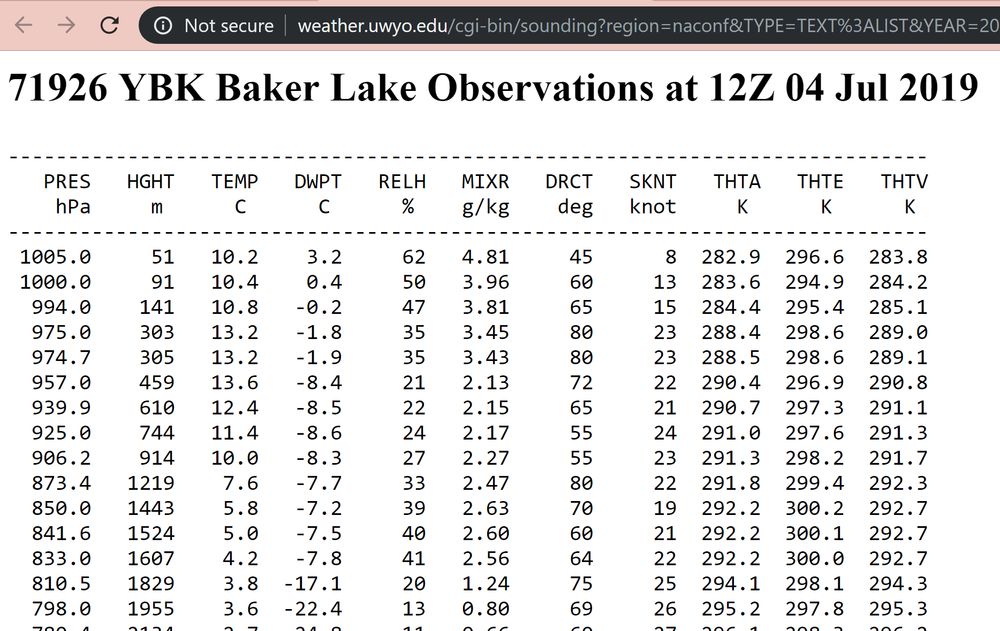 Not secure | weather.uwyo.edu/cgi-bin/sounding?region=naconf&TYPE=TEXT%3ALIST&YEAR=20
71926 YBK Baker Lake Observations at 12Z 04 Jul 2019
-----------------------------------------------------------------------------
PRES HGHT TEMP DWPT RELH MIXR DRCT SKNT THTA THTE THTV
hPa m C C % g/kg deg knot K K K
-----------------------------------------------------------------------------
1005.0 51 10.2 3.2 62 4.81 45 8 282.9 296.6 283.8
1000.0 91 10.4 0.4 50 3.96 60 13 283.6 294.9 284.2
994.0 141 10.8 -0.2 47 3.81 65 15 284.4 295.4 285.1
975.0 303 13.2 -1.8 35 3.45 80 23 288.4 298.6 289.0
974.7 305 13.2 -1.9 35 3.43 80 23 288.5 298.6 289.1
957.0 459 13.6 -8.4 21 2.13 72 22 290.4 296.9 290.8
939.9 610 12.4 -8.5 22 2.15 65 21 290.7 297.3 291.1
925.0 744 11.4 -8.6 24 2.17 55 24 291.0 297.6 291.3
906.2 914 10.0 -8.3 27 2.27 55 23 291.3 298.2 291.7
873.4 1219 7.6 -7.7 33 2.47 80 22 291.8 299.4 292.3
850.0 1443 5.8 -7.2 39 2.63 70 19 292.2 300.2 292.7
841.6 1524 5.0 -7.5 40 2.60 60 21 292.2 300.1 292.7
833.0 1607 4.2 -7.8 41 2.56 64 22 292.2 300.0 292.7
810.5 1829 3.8 -17.1 20 1.24 75 25 294.1 298.1 294.3
798.0 1955 3.6 -22.4 13 0.80 69 26 295.2 297.8 295.3